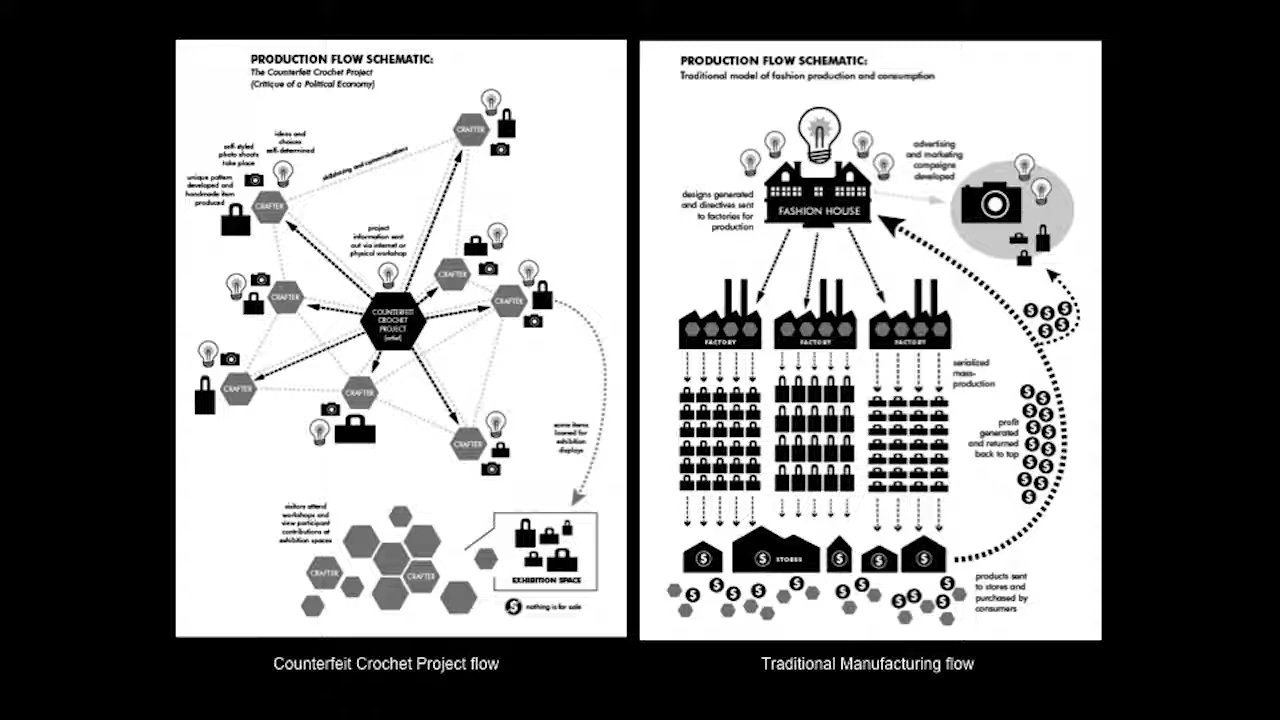 PRODUCTION FLOW SCHEMATIC:
The Counterfeit Crochet Project
(Critique of a Political Economy)
CRAFTER
ideas and
choices
self-determined
self-styled
photo shoots
take place
skillsharing and communications
unique pattern
developed and
handmade item
produced
CRAFTER
project
information sent
out via internet or
physical workshop
CRAFTER
CRAFTER
CRAFTER
COUNTERFEIT
CROCHET
PROJECT
(artist)
CRAFTER
CRAFTER
CRAFTER
some items
loaned for
exhibition
displays
visitors attend
workshops and
view participant
contributions at
exhibition spaces
CRAFTER
CRAFTER
EXHIBITION SPACE
$ nothing is for sale
Counterfeit Crochet Project flow
PRODUCTION FLOW SCHEMATIC:
Traditional model of fashion production and consumption
advertising
and marketing
campaigns
developed
designs generated
and directives sent
to factories for
production
FASHION HOUSE
FACTORY
FACTORY
FACTORY
serialized
mass-
production
profit
generated
and returned
back to top
STORES
products sent
to stores and
purchased by
consumers
Traditional Manufacturing flow